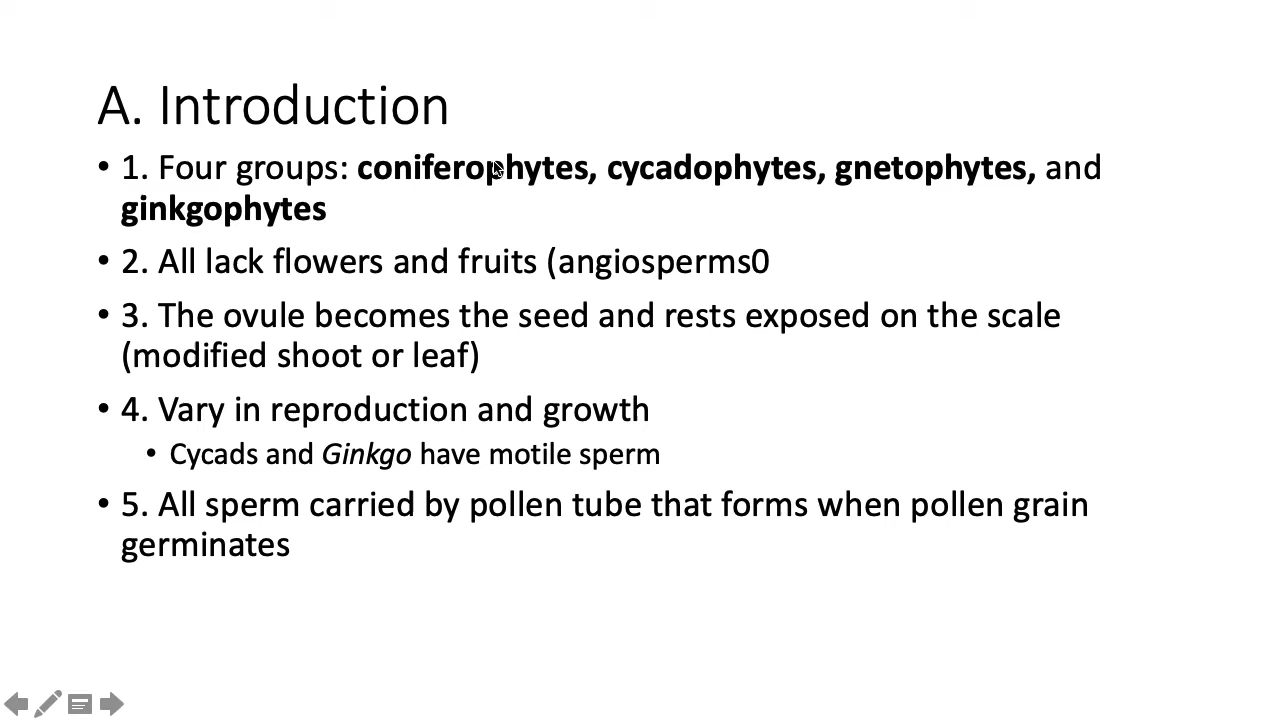 A. Introduction
• 1. Four groups: coniferophytes, cycadophytes, gnetophytes, and
ginkgophytes
• 2. All lack flowers and fruits (angiosperms0
• 3. The ovule becomes the seed and rests exposed on the scale
(modified shoot or leaf)
• 4. Vary in reproduction and growth
• Cycads and Ginkgo have motile sperm
• 5. All sperm carried by pollen tube that forms when pollen grain
germinates